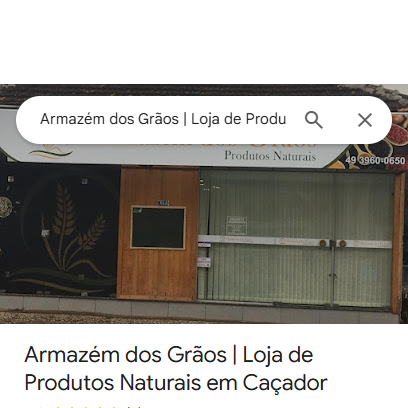 Armazém dos Grãos | Loja de Produ
Produtos Naturais
49 3960-0650
Armazém dos Grãos | Loja de
Produtos Naturais em Caçador